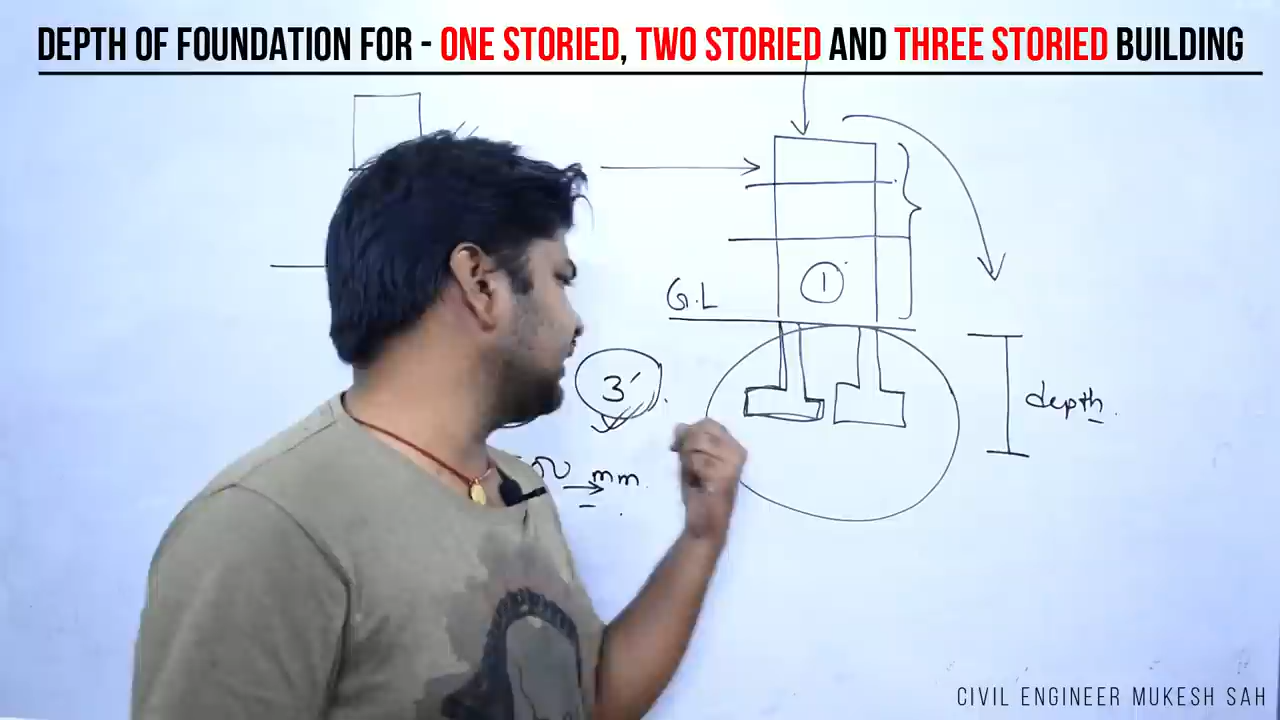 DEPTH OF FOUNDATION FOR - ONE STORIED, TWO STORIED AND THREE STORIED BUILDING
1
G.L
3'
depth.
mm.
CIVIL ENGINEER MUKESH SAH